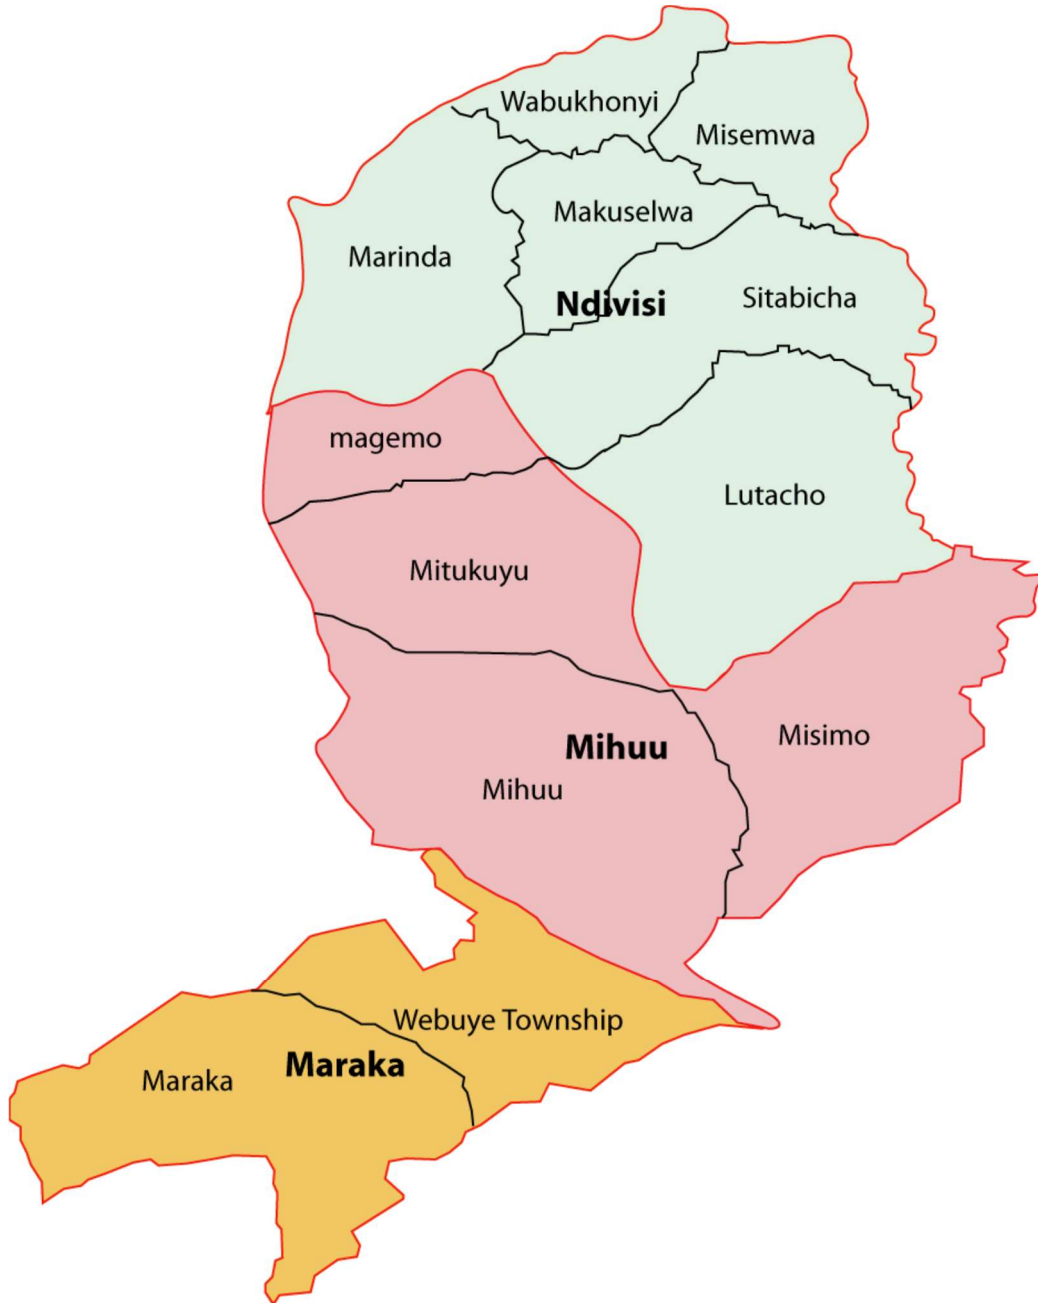 Wabukhonyi
Misemwa
Makuselwa
Marinda
Ndivisi
Sitabicha
magemo
Lutacho
Mitukuyu
Misimo
Mihuu
Mihuu
Webuye Township
Maraka
Maraka